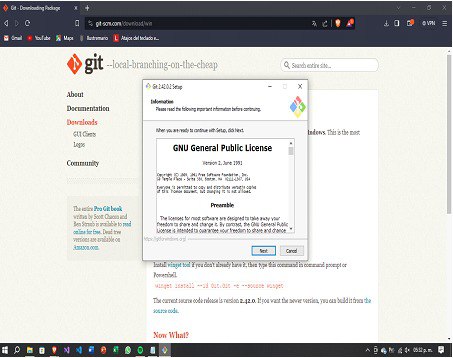 Git - Downloading Package
git-scm.com/download/win
VPN
Gmail
YouTube
Maps
Rastreamaro
Atajos del teclado a...
git --local-branching-on-the-cheap
Search entire site...
About
Documentation
Downloads
GUI Clients
Logos
Community
The entire Pro Git book
written by Scott Chacon and
Ben Straub is available to read
online for free. Dead tree
versions are available on
Amazon.com.
Git 2.42.0.2 Setup
Information
Please read the following important information before continuing.
When you are ready to continue with Setup, click Next.
GNU General Public License
Version 2, June 1991
Copyright (C) 1989, 1991 Free Software Foundation, Inc.
59 Temple Place - Suite 330, Boston, MA 02111-1307, USA
Everyone is permitted to copy and distribute verbatim copies
of this license document, but changing it is not allowed.
Preamble
The licenses for most software are designed to take away your
freedom to share and change it. By contrast, the GNU General Public
License is intended to guarantee your freedom to share and change
https://gitforwindows.org/
Next
Cancel
ndows. This is the most
Install winget tool if you don't already have it, then type this command in command prompt or
Powershell.
winget install --id Git.Git -e --source winget
The current source code release is version 2.42.0. If you want the newer version, you can build it from the
source code.
Now What?